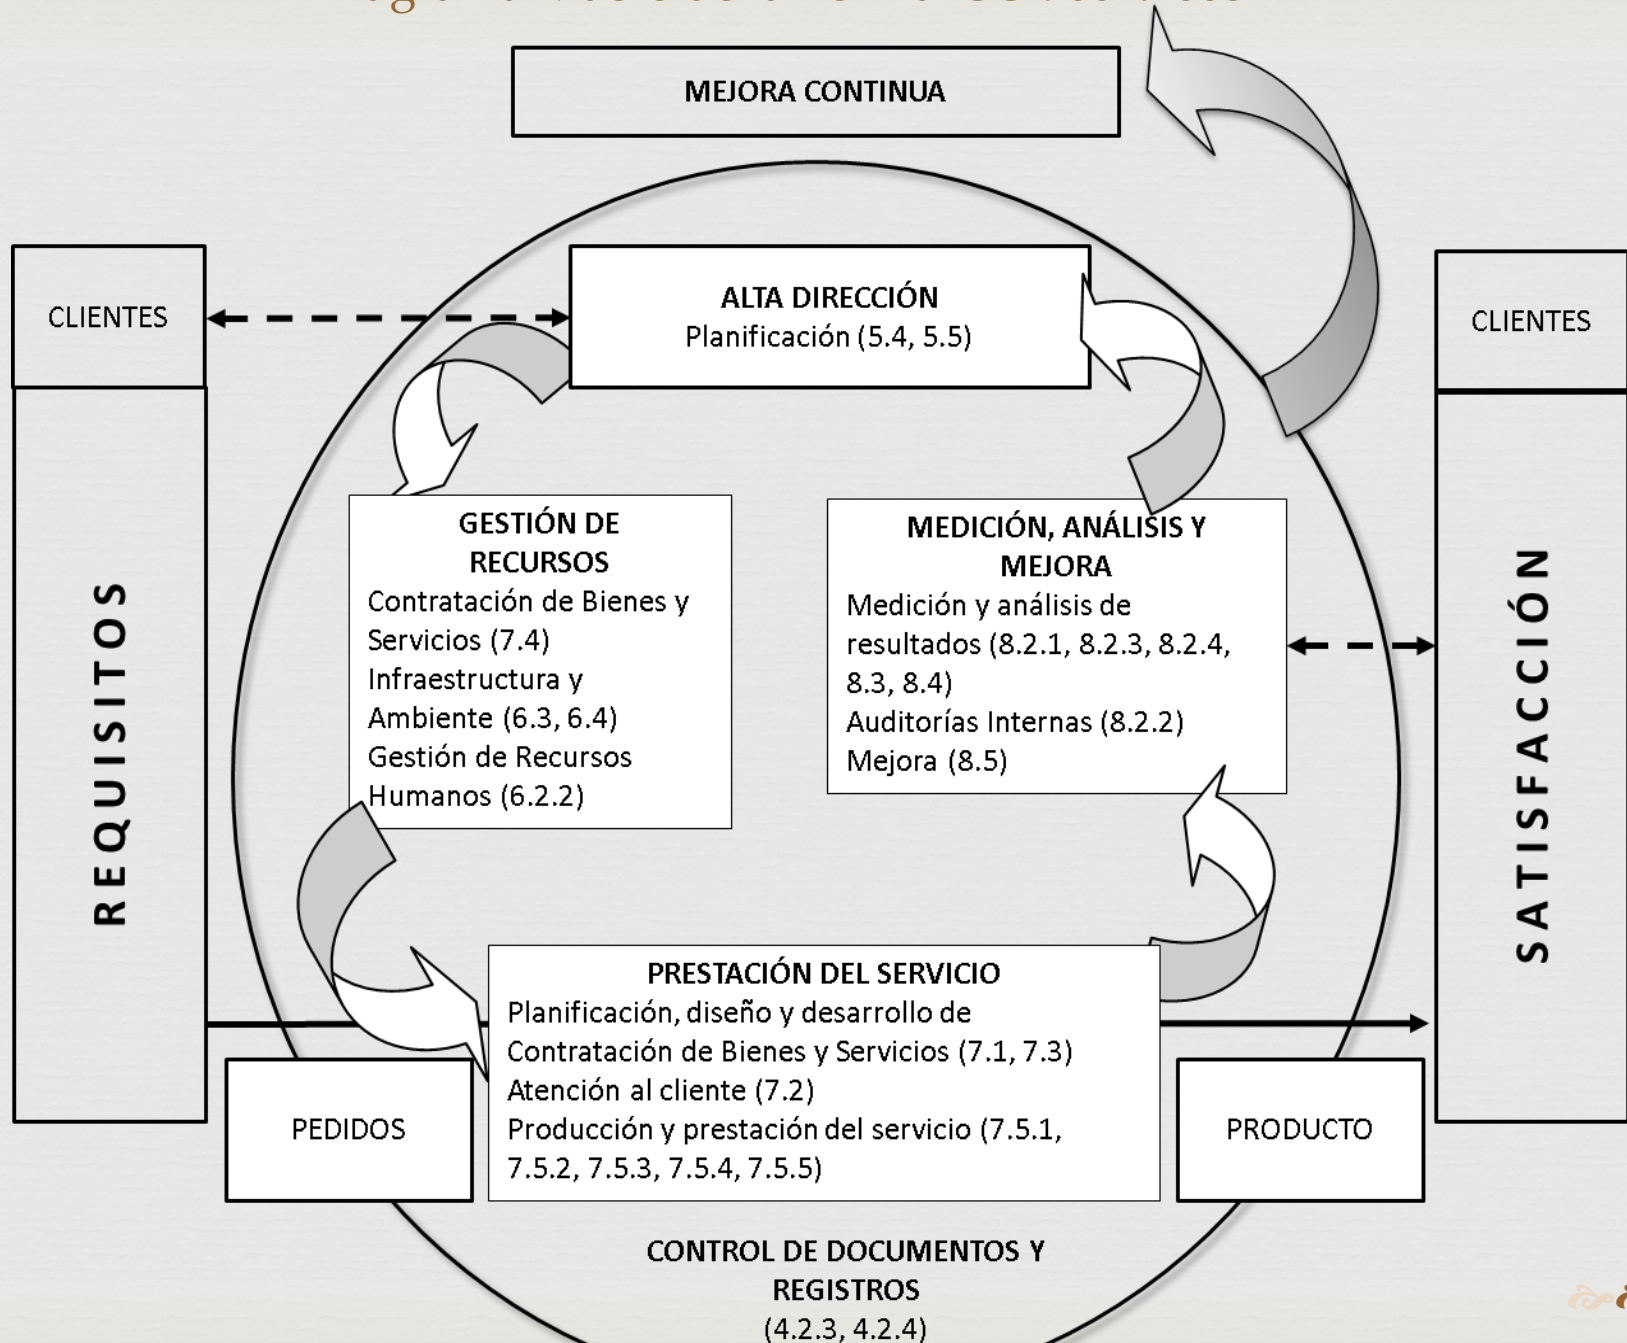 MEJORA CONTINUA
CLIENTES
ALTA DIRECCIÓN
Planificación (5.4, 5.5)
CLIENTES
REQUISITOS
GESTIÓN DE
RECURSOS
Contratación de Bienes y
Servicios (7.4)
Infraestructura y
Ambiente (6.3, 6.4)
Gestión de Recursos
Humanos (6.2.2)
MEDICIÓN, ANÁLISIS Y
MEJORA
Medición y análisis de
resultados (8.2.1, 8.2.3, 8.2.4,
8.3, 8.4)
Auditorías Internas (8.2.2)
Mejora (8.5)
SATISFACCIÓN
PEDIDOS
PRESTACIÓN DEL SERVICIO
Planificación, diseño y desarrollo de
Contratación de Bienes y Servicios (7.1, 7.3)
Atención al cliente (7.2)
Producción y prestación del servicio (7.5.1,
7.5.2, 7.5.3, 7.5.4, 7.5.5)
PRODUCTO
CONTROL DE DOCUMENTOS Y
REGISTROS
(4.2.3, 4.2.4)